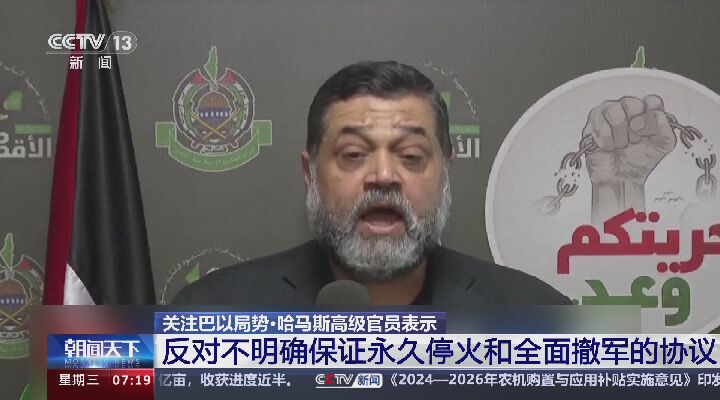 CCTV 13
新闻
الأقصى
حريتكم
وعد
关注巴以局势·哈马斯高级官员表示
朝闻天下
MORNING NEWS
反对不明确保证永久停火和全面撤军的协议
星期三 07:19 亿亩,收获进度近半。 CCTV 新闻 《2024—2026年农机购置与应用补贴实施意见》印发